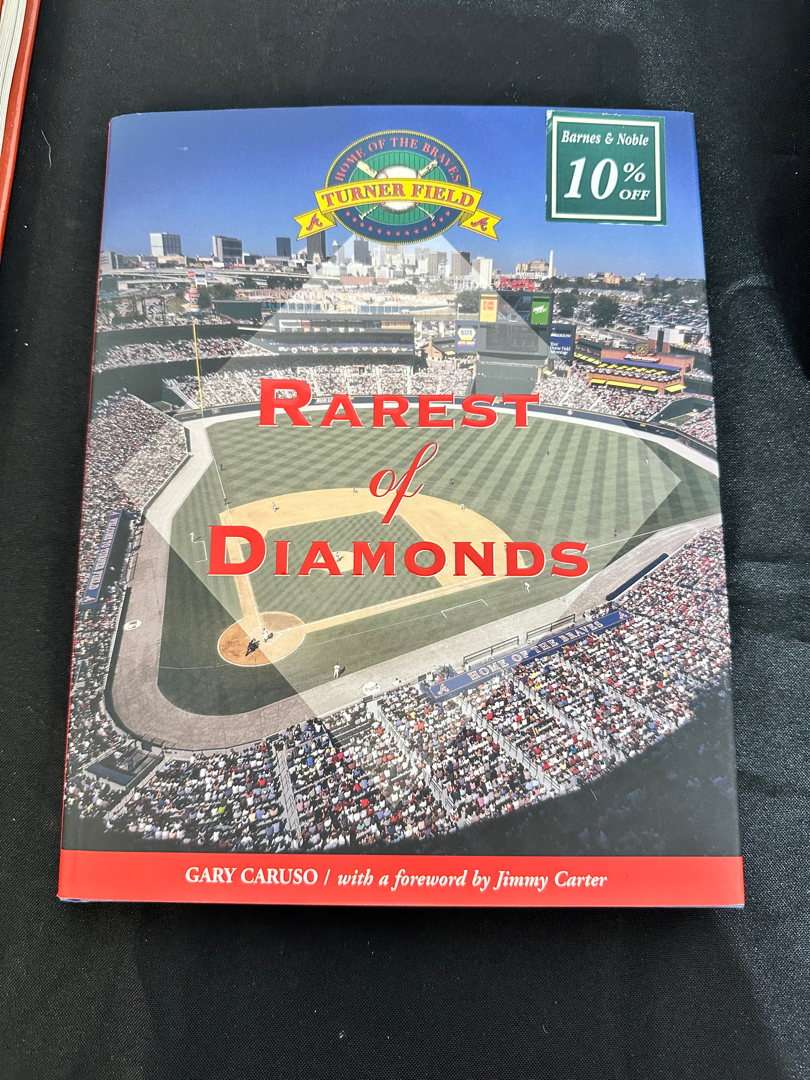 HOME OF THE BRAVES
TURNER FIELD
Barnes & Noble
10% OFF
RAREST
of
DIAMONDS
HOME OF THE BRAVES
GARY CARUSO / with a foreword by Jimmy Carter